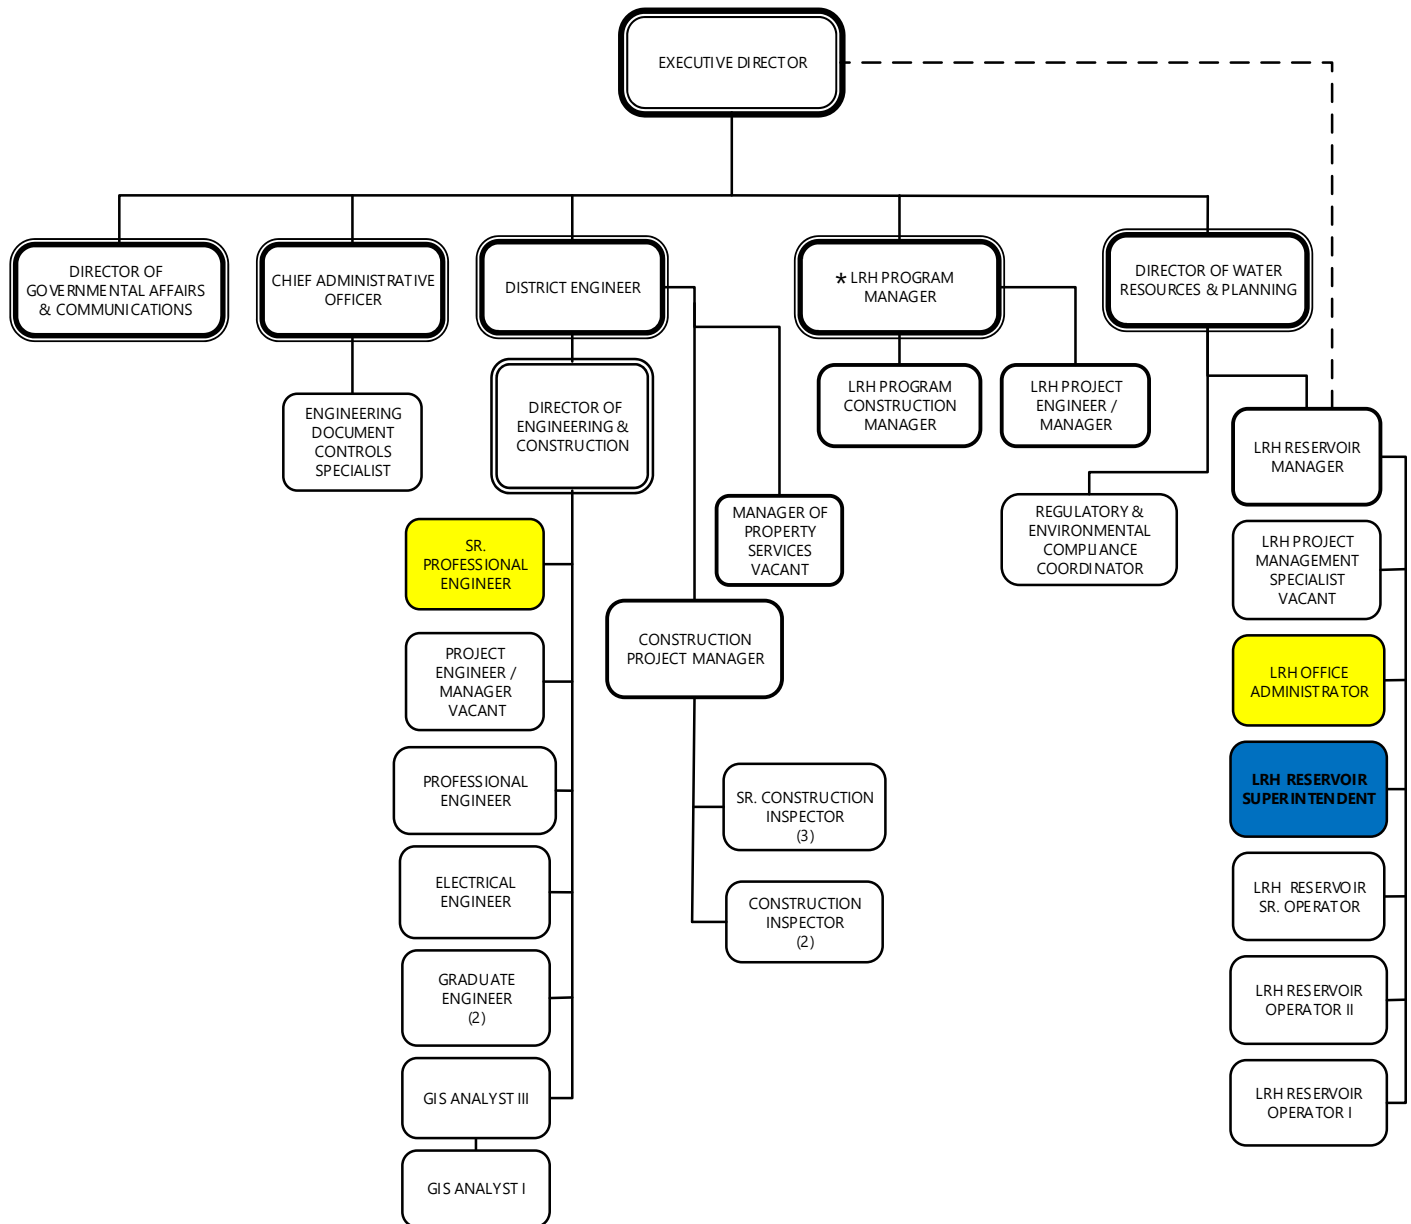 EXECUTIVE DIRECTOR
DIRECTOR OF
GOVERNMENTAL AFFAIRS
& COMMUNICATIONS
CHIEF ADMINISTRATIVE
OFFICER
DISTRICT ENGINEER
* LRH PROGRAM
MANAGER
DIRECTOR OF WATER
RESOURCES & PLANNING
ENGINEERING
DOCUMENT
CONTROLS
SPECIALIST
DIRECTOR OF
ENGINEERING &
CONSTRUCTION
LRH PROGRAM
CONSTRUCTION
MANAGER
LRH PROJECT
ENGINEER /
MANAGER
LRH RESERVOIR
MANAGER
SR.
PROFESSIONAL
ENGINEER
MANAGER OF
PROPERTY
SERVICES
VACANT
REGULATORY &
ENVIRONMENTAL
COMPLIANCE
COORDINATOR
LRH PROJECT
MANAGEMENT
SPECIALIST
VACANT
PROJECT
ENGINEER /
MANAGER
VACANT
CONSTRUCTION
PROJECT MANAGER
LRH OFFICE
ADMINISTRATOR
PROFESSIONAL
ENGINEER
SR. CONSTRUCTION
INSPECTOR
(3)
LRH RESERVOIR
SUPERINTENDENT
ELECTRICAL
ENGINEER
CONSTRUCTION
INSPECTOR
(2)
LRH RESERVOIR
SR. OPERATOR
GRADUATE
ENGINEER
(2)
LRH RESERVOIR
OPERATOR II
GIS ANALYST III
LRH RESERVOIR
OPERATOR I
GIS ANALYST I